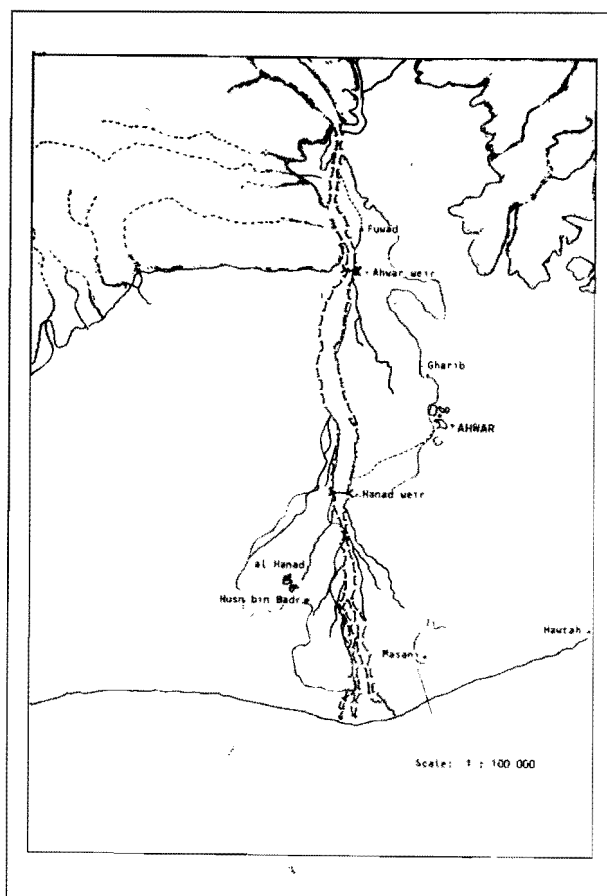 Fuwad
Ahwar weir
Gharib
AHWAR
Hanad weir
al Hanad
Husn bin Badr
Hawtah
Masani
Scale: 1 : 100 000